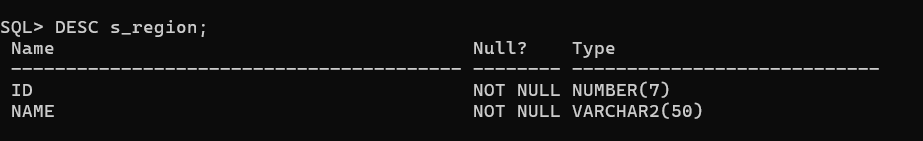 SQL> DESC s_region;
 Name                                      Null?    Type
 ----------------------------------------- -------- ----------------------------
 ID                                        NOT NULL NUMBER(7)
 NAME                                      NOT NULL VARCHAR2(50)